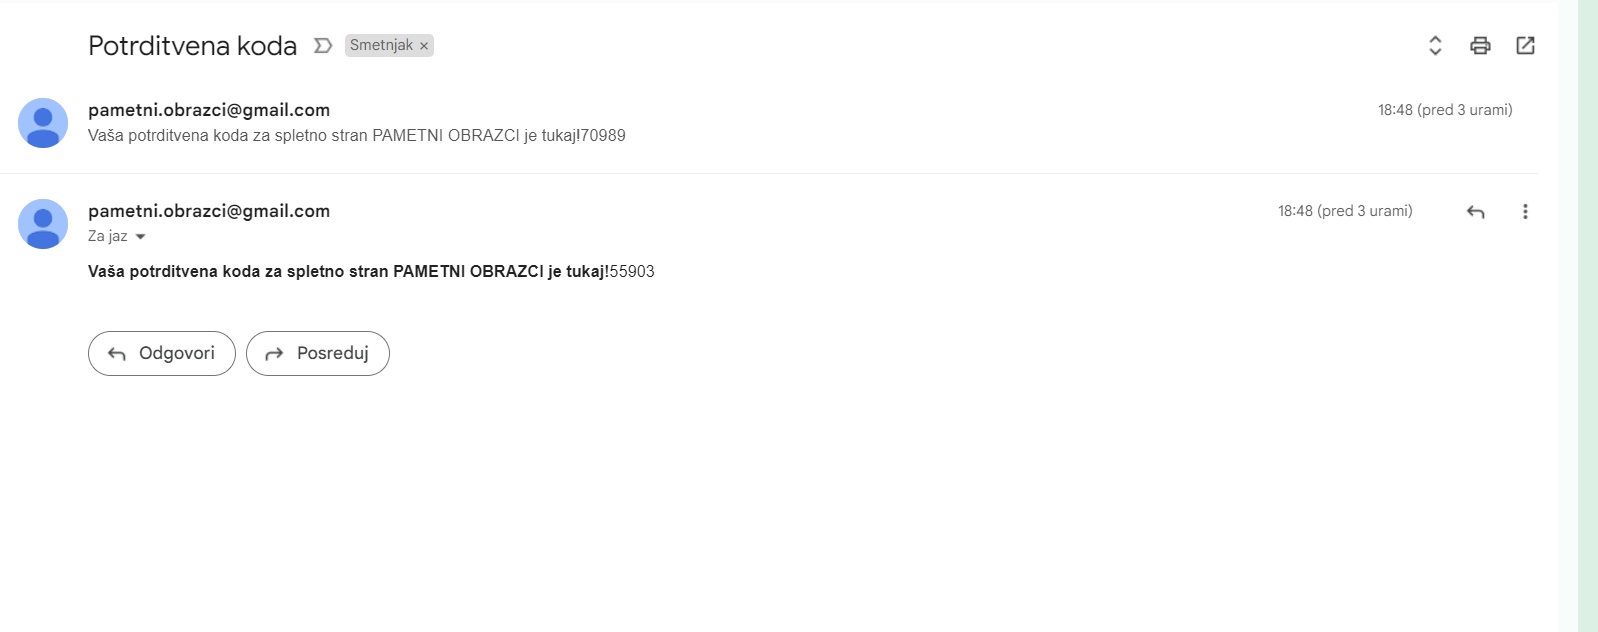 Potrditvena koda Smetnjak ×
pametni.obrazci@gmail.com 18:48 (pred 3 urami)
Vaša potrditvena koda za spletno stran PAMETNI OBRAZCI je tukaj!70989
pametni.obrazci@gmail.com 18:48 (pred 3 urami)
Za jaz
Vaša potrditvena koda za spletno stran PAMETNI OBRAZCI je tukaj!55903
Odgovori Posreduj